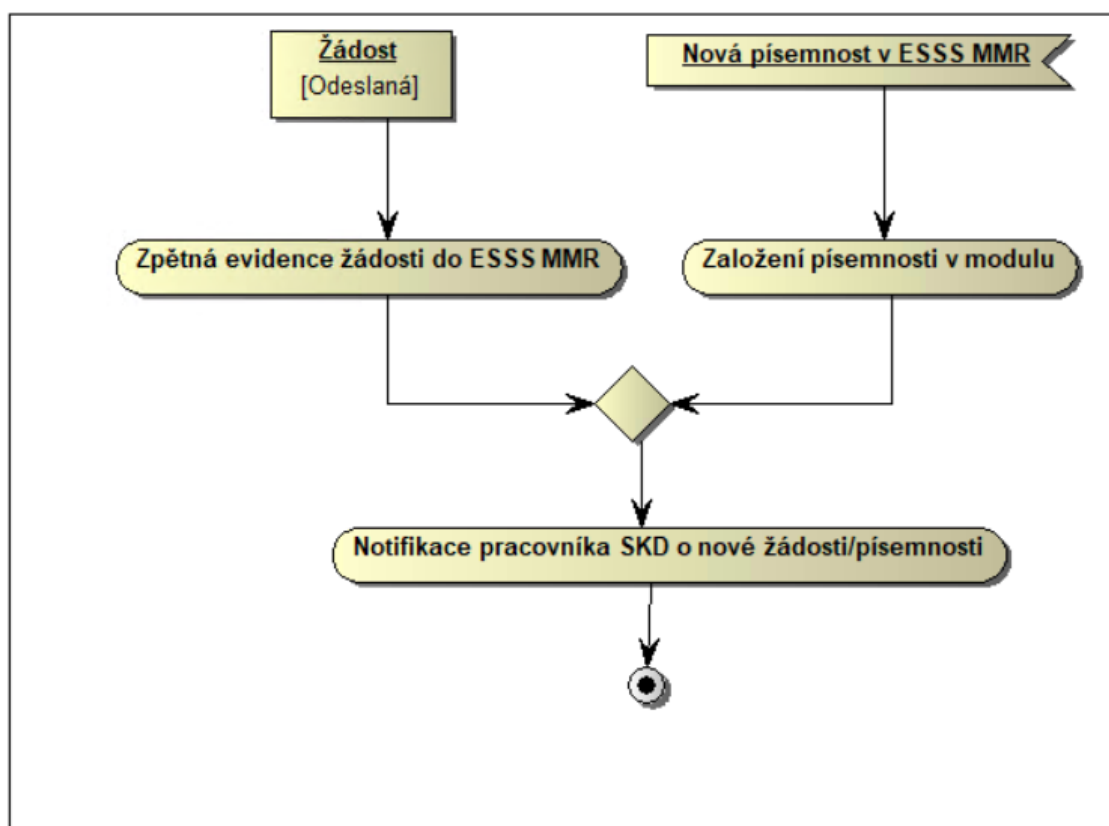 Žádost
[Odeslaná]
Nová písemnost v ESSS MMR
Zpětná evidence žádosti do ESSS MMR
Založení písemnosti v modulu
Notifikace pracovníka SKD o nové žádosti/písemnosti